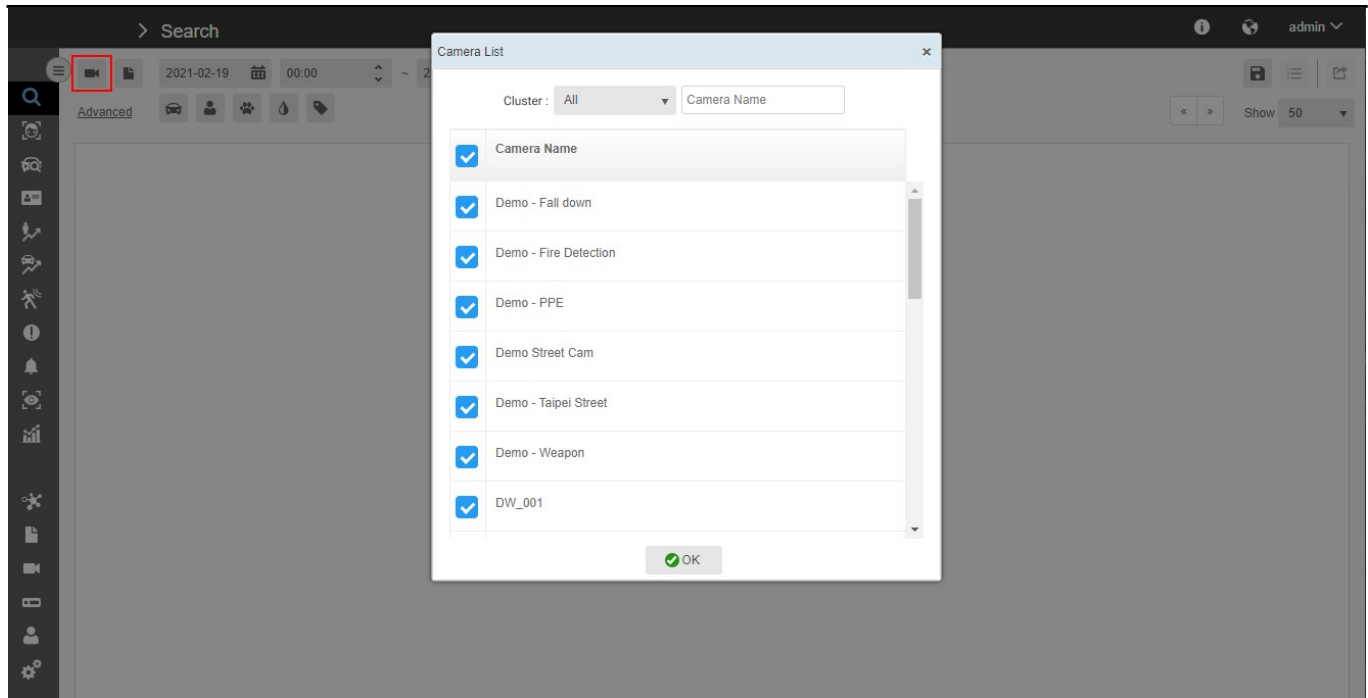 > Search
admin
Camera List
×
2021-02-19 00:00 ~ 2
Cluster : All Camera Name
Advanced
« » Show 50
Camera Name
Demo - Fall down
Demo - Fire Detection
Demo - PPE
Demo Street Cam
Demo - Taipei Street
Demo - Weapon
DW_001
OK